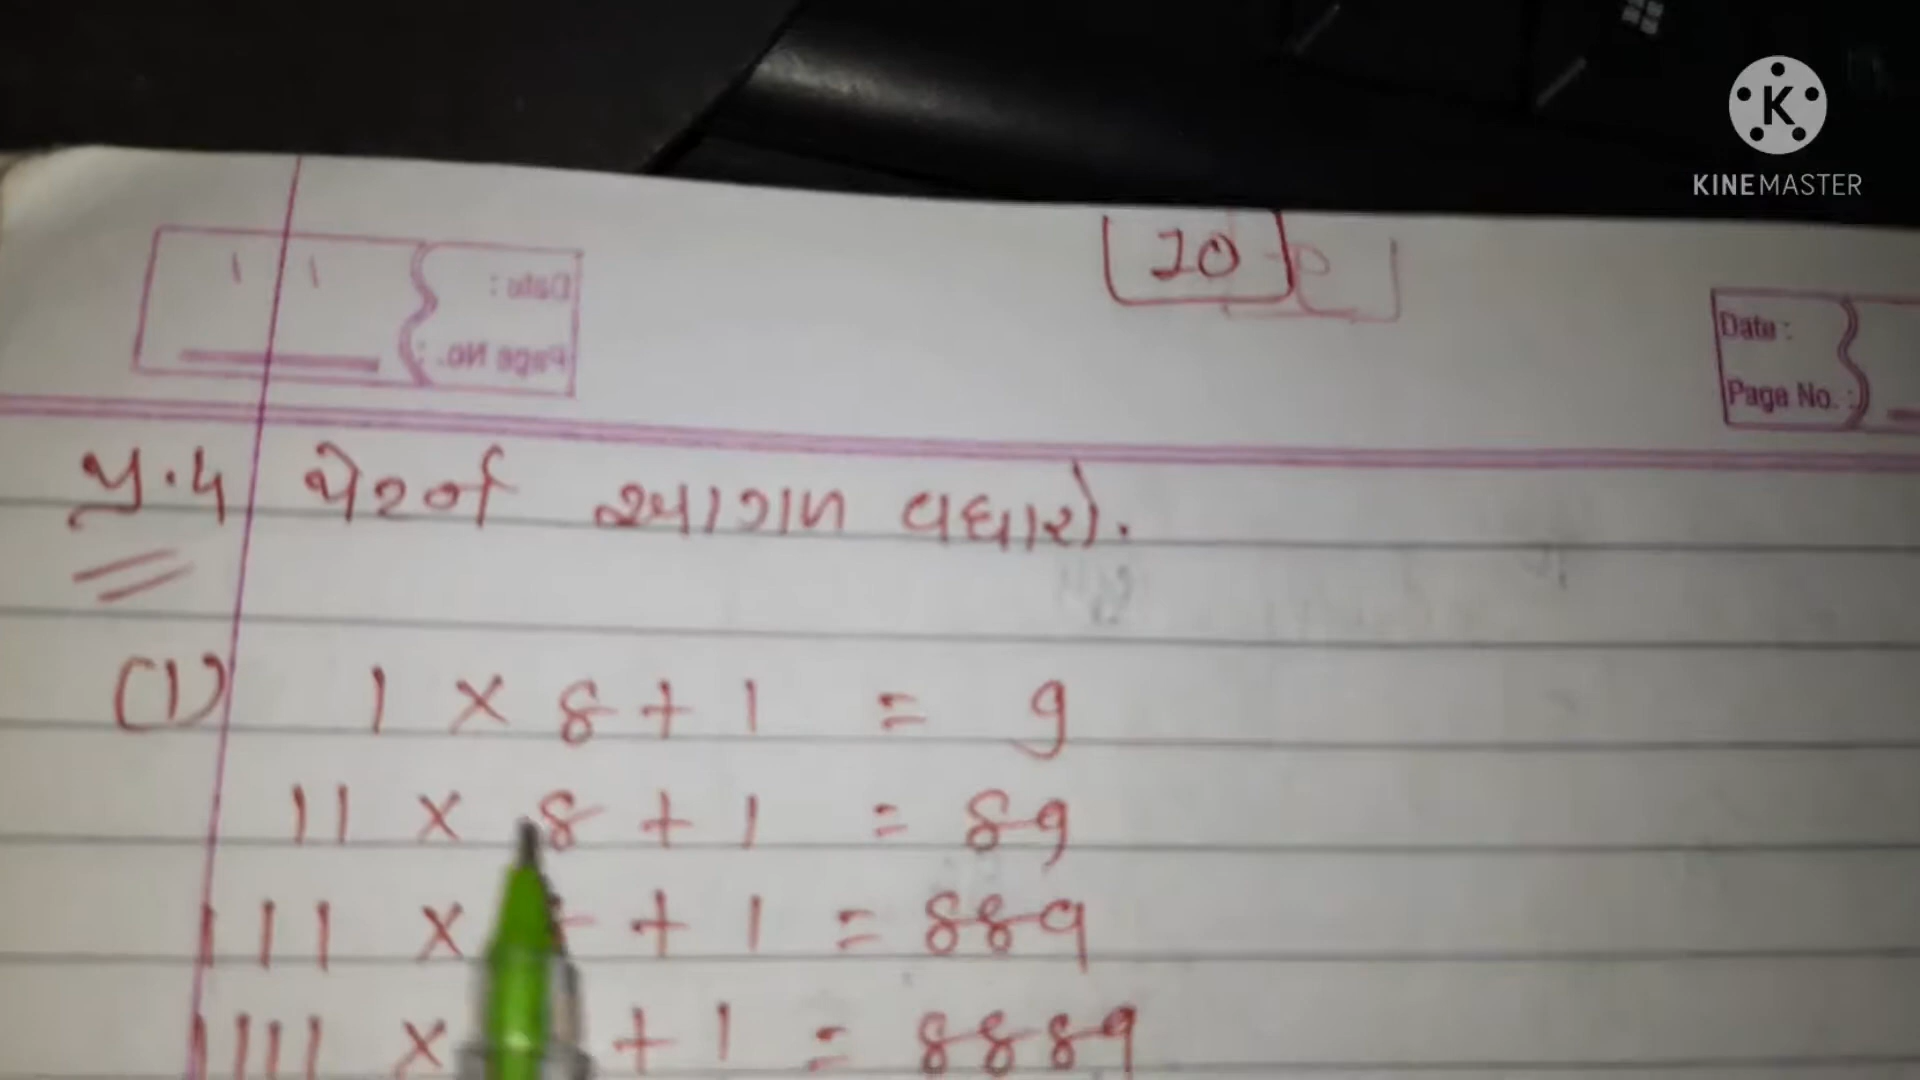 KINEMASTER
20
Date :
Page No. :
Date :
Page No. :
પ્ર.4 પેટર્ન આગળ વધારો.
(1) 1 × 8 + 1 = 9
11 × 8 + 1 = 89
111 × + 1 = 889
1111 × + 1 = 8889